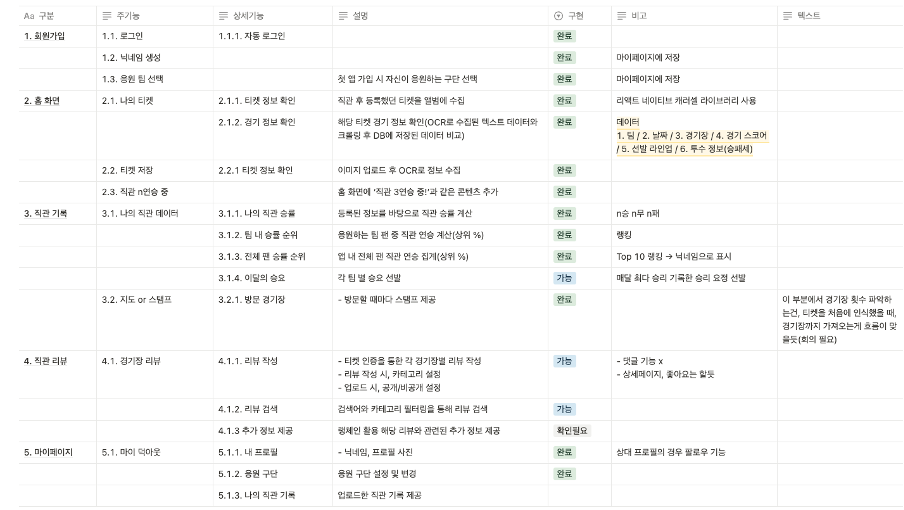 Aa 구분 주기능 상세기능 설명 구현 비고 텍스트
1. 회원가입 1.1. 로그인 1.1.1. 자동 로그인 완료
1.2. 닉네임 생성 완료 마이페이지에 저장
1.3. 응원 팀 선택 첫 앱 가입 시 자신이 응원하는 구단 선택 완료 마이페이지에 저장
2. 홈 화면 2.1. 나의 티켓 2.1.1. 티켓 정보 확인 직관 후 등록했던 티켓을 앨범에 수집 완료 리액트 네이티브 캐러셀 라이브러리 사용
2.1.2. 경기 정보 확인 해당 티켓 경기 정보 확인(OCR로 수집된 텍스트 데이터와 완료 데이터
크롤링 후 DB에 저장된 데이터 비교) 1. 팀 / 2. 날짜 / 3. 경기장 / 4. 경기 스코어
/ 5. 선발 라인업 / 6. 투수 정보(승패세)
2.2. 티켓 저장 2.2.1 티켓 정보 확인 이미지 업로드 후 OCR로 정보 수집 완료
2.3. 직관 n연승 중 홈 화면에 '직관 3연승 중!'과 같은 콘텐츠 추가 완료
3. 직관 기록 3.1. 나의 직관 데이터 3.1.1. 나의 직관 승률 등록된 정보를 바탕으로 직관 승률 계산 완료 n승 n무 n패
3.1.2. 팀 내 승률 순위 응원하는 팀 팬 중 직관 연승 계산(상위 %) 완료 랭킹
3.1.3. 전체 팬 승률 순위 앱 내 전체 팬 직관 연승 집계(상위 %) 완료 Top 10 랭킹 → 닉네임으로 표시
3.1.4. 이달의 승요 각 팀 별 승요 선발 가능 매달 최다 승리 기록한 승리 요정 선발
3.2. 지도 or 스탬프 3.2.1. 방문 경기장 - 방문할 때마다 스탬프 제공 완료 이 부분에서 경기장 횟수 파악하
는건, 티켓을 처음에 인식했을 때,
경기장까지 가져오는게 흐름이 맞
을듯(회의 필요)
4. 직관 리뷰 4.1. 경기장 리뷰 4.1.1. 리뷰 작성 - 티켓 인증을 통한 각 경기장별 리뷰 작성 가능 - 댓글 기능 x
- 리뷰 작성 시, 카테고리 설정 - 상세페이지, 좋아요는 할듯
- 업로드 시, 공개/비공개 설정
4.1.2. 리뷰 검색 검색어와 카테고리 필터링을 통해 리뷰 검색 가능
4.1.3 추가 정보 제공 랭체인 활용 해당 리뷰와 관련된 추가 정보 제공 확인필요
5. 마이페이지 5.1. 마이 덕아웃 5.1.1. 내 프로필 - 닉네임, 프로필 사진 완료 상대 프로필의 경우 팔로우 기능
5.1.2. 응원 구단 응원 구단 설정 및 변경 완료
5.1.3. 나의 직관 기록 업로드한 직관 기록 제공